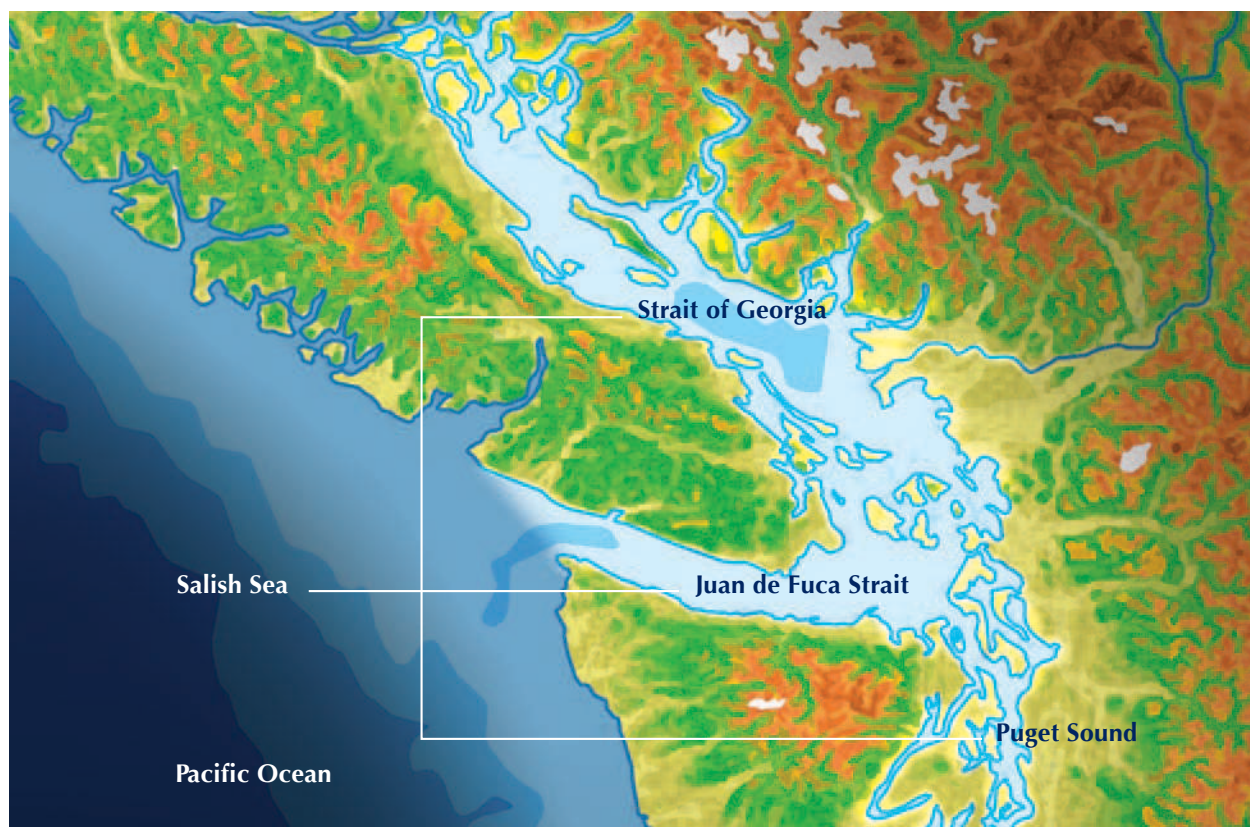 Strait of Georgia
Salish Sea
Juan de Fuca Strait
Puget Sound
Pacific Ocean